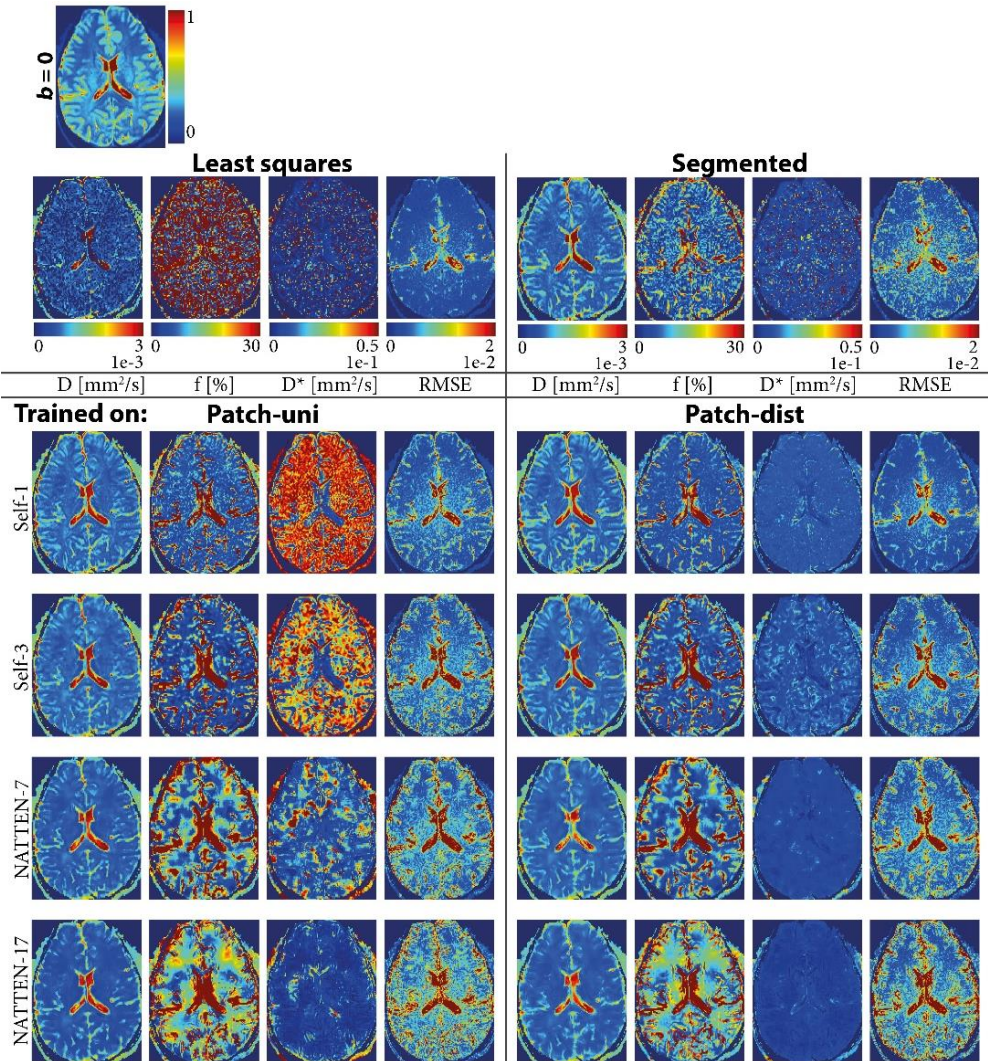 b = 0
1
0
Least squares
Segmented
0 3 0 30 0 0.5 0 2
1e-3 1e-1 1e-2
0 3 0 30 0 0.5 0 2
1e-3 1e-1 1e-2
D [mm²/s] f [%] D* [mm²/s] RMSE
D [mm²/s] f [%] D* [mm²/s] RMSE
Trained on: Patch-uni
Patch-dist
Self-1
Self-3
NATTEN-7
NATTEN-17